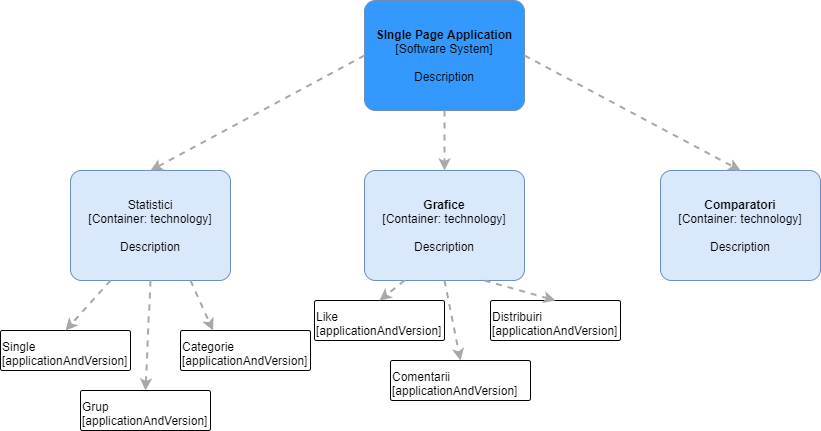 SIngle Page Application
[Software System]
Description
Statistici
[Container: technology]
Description
Grafice
[Container: technology]
Description
Comparatori
[Container: technology]
Description
Single
[applicationAndVersion]
Grup
[applicationAndVersion]
Categorie
[applicationAndVersion]
Like
[applicationAndVersion]
Comentarii
[applicationAndVersion]
Distribuiri
[applicationAndVersion]